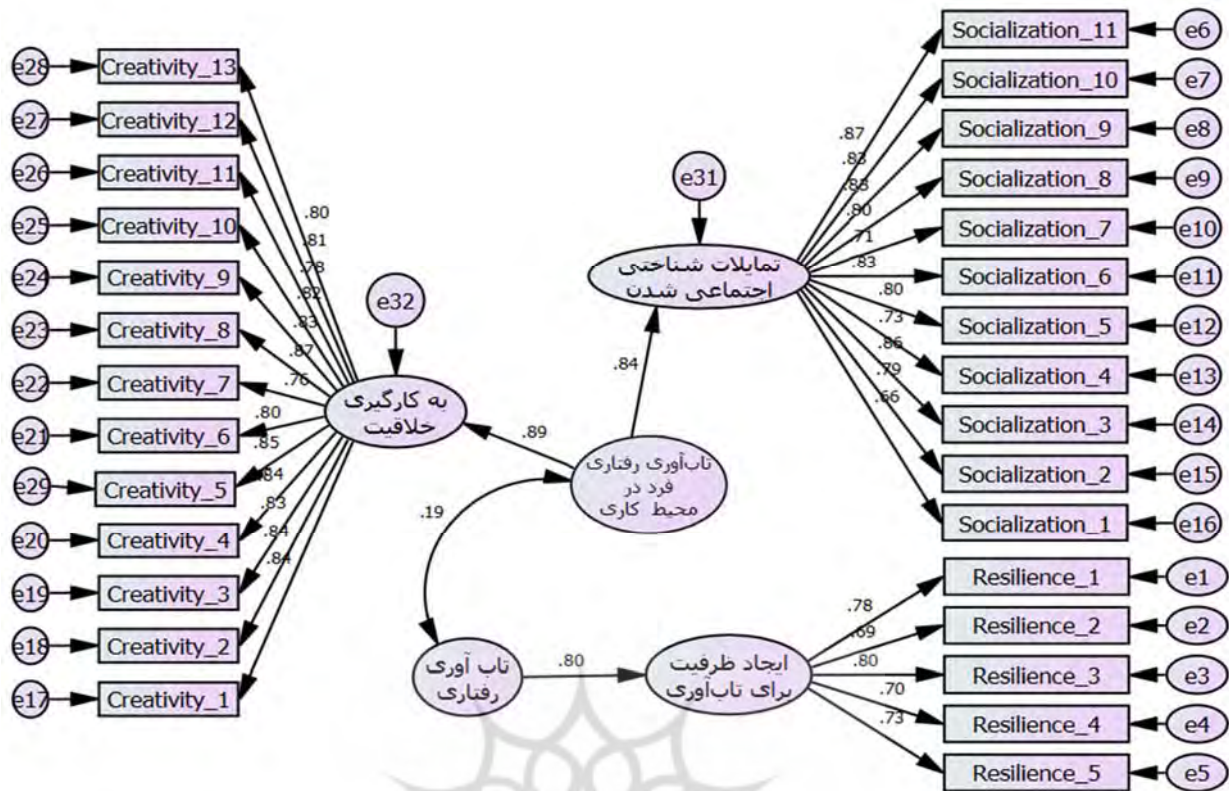 e28
Creativity_13
e27
Creativity_12
e26
Creativity_11
e25
Creativity_10
e24
Creativity_9
e23
Creativity_8
e22
Creativity_7
e21
Creativity_6
e29
Creativity_5
e20
Creativity_4
e19
Creativity_3
e18
Creativity_2
e17
Creativity_1
.80
.81
.78
.82
.83
.87
.76
.80
.85
.84
.83
.84
.84
e32
به کارگیری
خلاقیت
.89
.19
e31
تمایلات شناختی
اجتماعی شدن
.84
تاب‌آوری رفتاری
فرد در
محیط کاری
تاب آوری
رفتاری
.80
ایجاد ظرفیت
برای تاب‌آوری
.87
.83
.83
.80
.71
.83
.80
.73
.86
.79
.66
Socialization_11
e6
Socialization_10
e7
Socialization_9
e8
Socialization_8
e9
Socialization_7
e10
Socialization_6
e11
Socialization_5
e12
Socialization_4
e13
Socialization_3
e14
Socialization_2
e15
Socialization_1
e16
.78
.69
.80
.70
.73
Resilience_1
e1
Resilience_2
e2
Resilience_3
e3
Resilience_4
e4
Resilience_5
e5